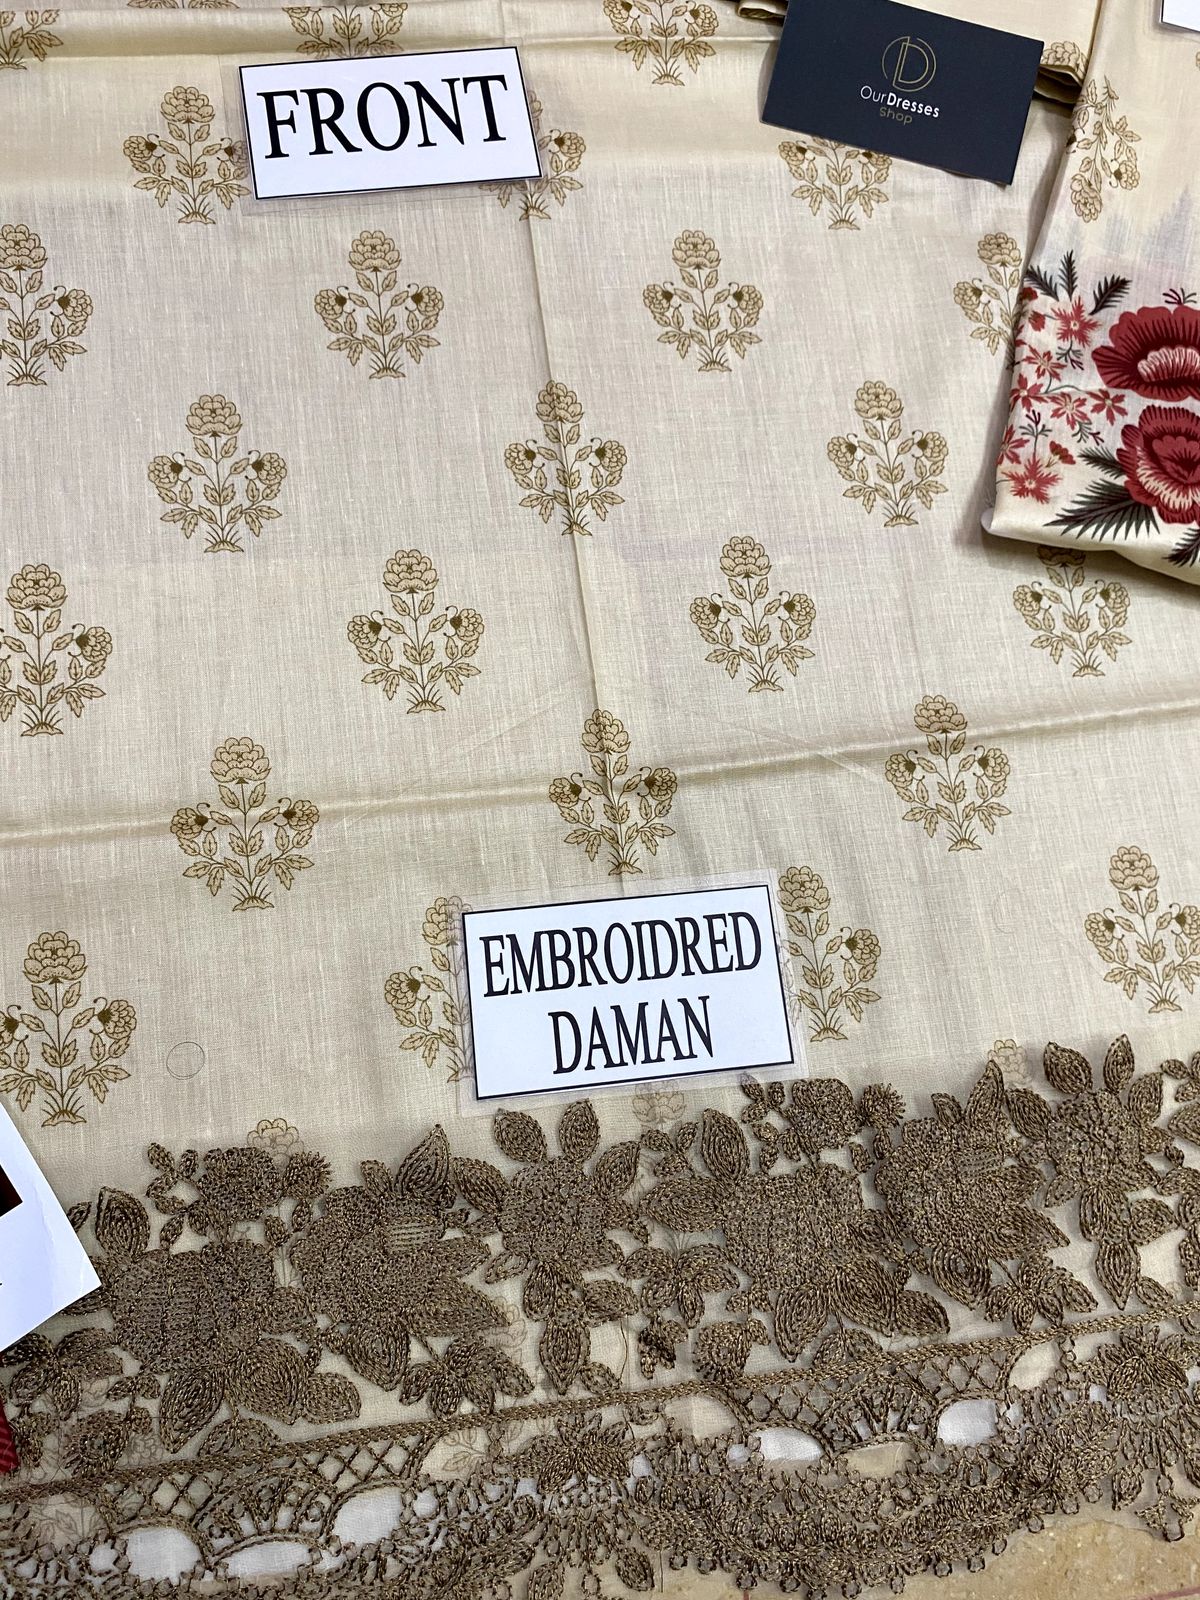 FRONT
OurDresses
Shop
EMBROIDRED
DAMAN